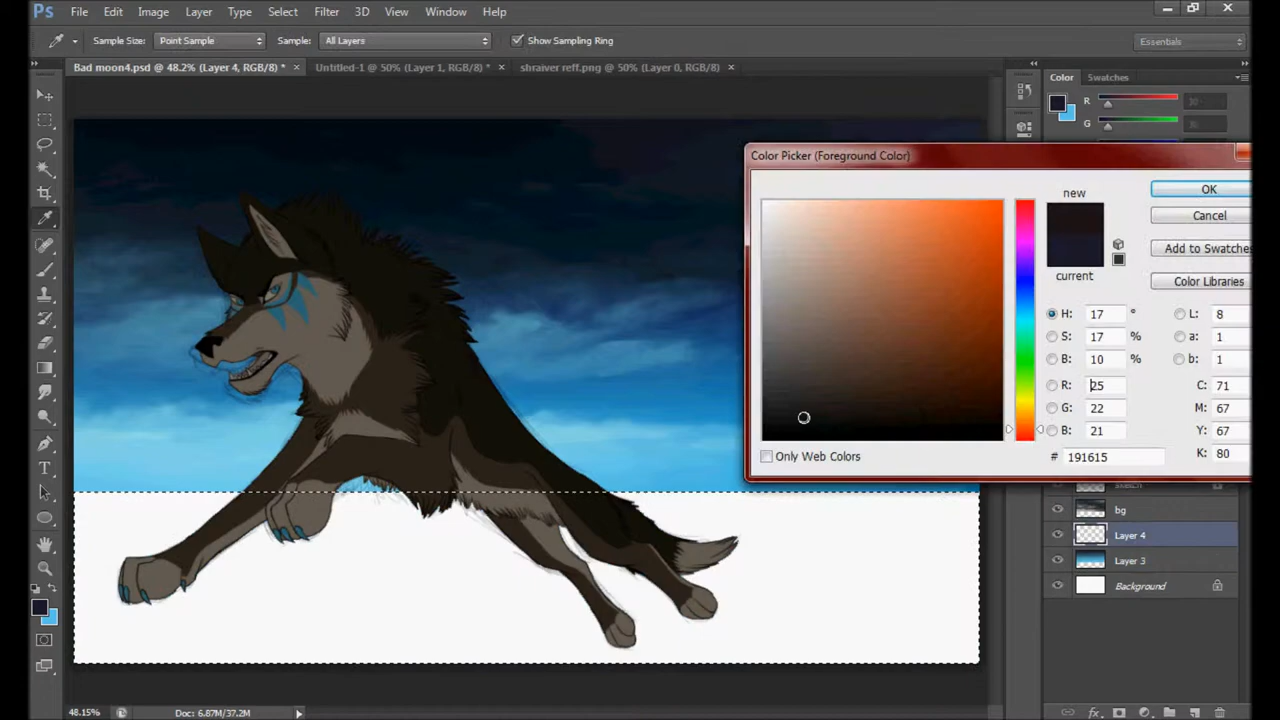 Ps File Edit Image Layer Type Select Filter 3D View Window Help
Sample Size: Point Sample Sample: All Layers Show Sampling Ring Essentials
Bad moon4.psd @ 48.2% (Layer 4, RGB/8) * × Untitled-1 @ 50% (Layer 1, RGB/8) * × shraiver reff.png @ 50% (Layer 0, RGB/8) ×
Color Swatches
R
G
Color Picker (Foreground Color)
new
current
OK
Cancel
Add to Swatches
Color Libraries
H: 17 ° L: 8
S: 17 % a: 1
B: 10 % b: 1
R: 25 C: 71
G: 22 M: 67
B: 21 Y: 67
# 191615 K: 80
Only Web Colors
sketch
bg
Layer 4
Layer 3
Background
48.15% Doc: 6.87M/37.2M